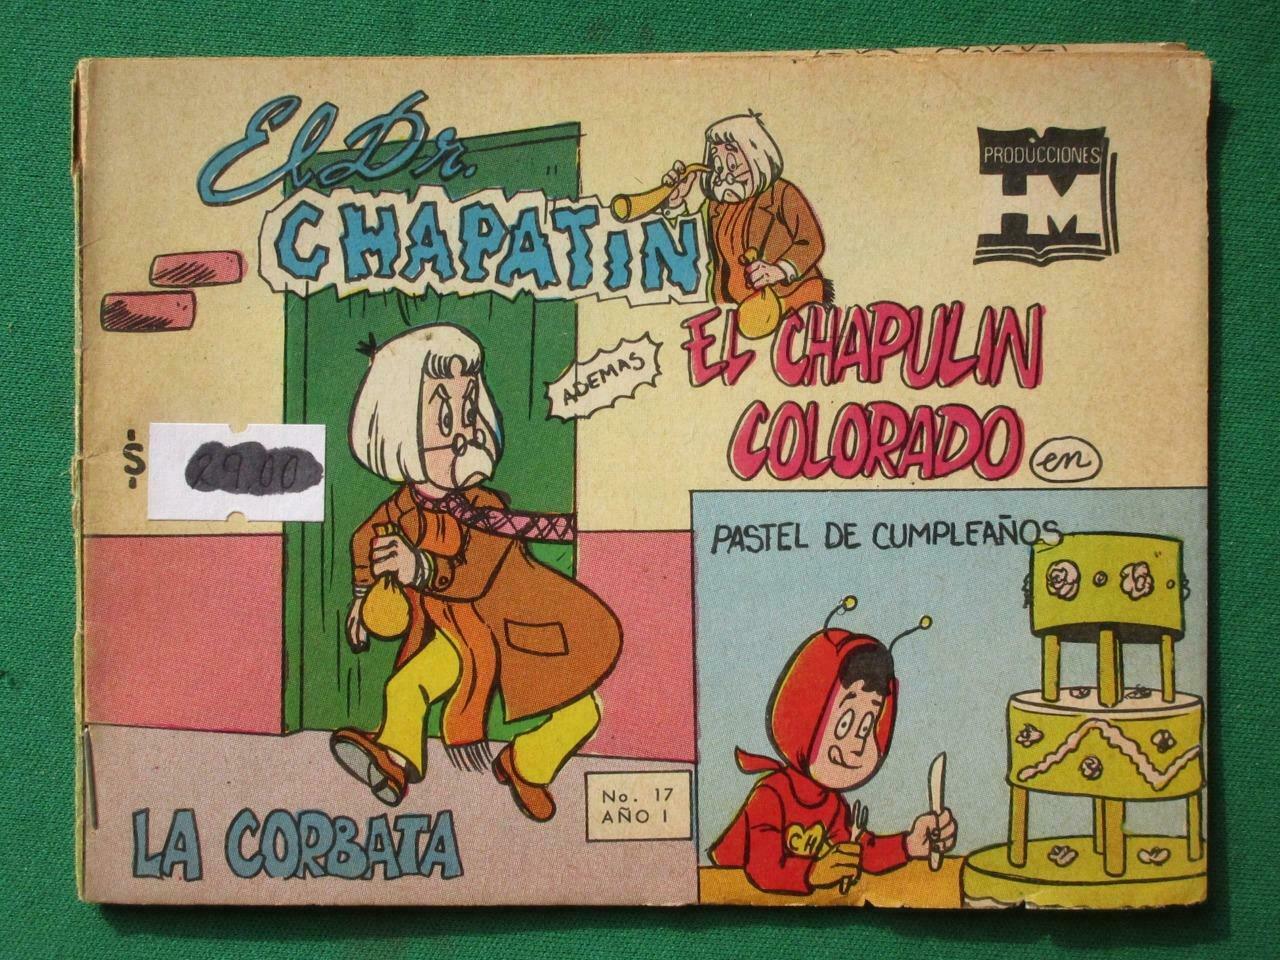 El Dr.
CHAPATIN
PRODUCCIONES
ADEMAS
EL CHAPULIN
COLORADO
en
$
29.00
PASTEL DE CUMPLEAÑOS
CH
No. 17
AÑO I
LA CORBATA